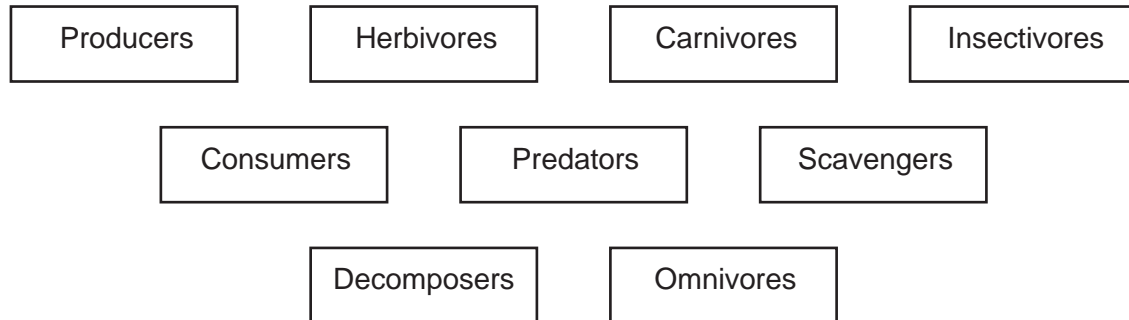 Producers Herbivores Carnivores Insectivores
Consumers Predators Scavengers
Decomposers Omnivores